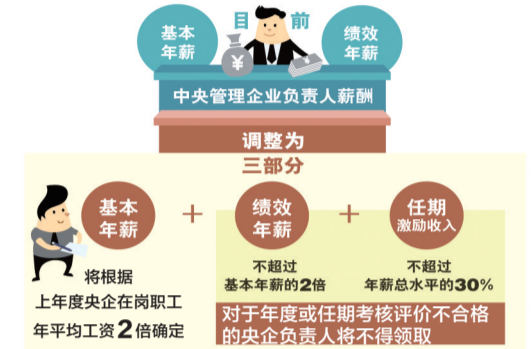 目前
基本
年薪
绩效
年薪
¥
中央管理企业负责人薪酬
调整为
三部分
基本
年薪
+
绩效
年薪
+
任期
激励收入
将根据
上年度央企在岗职工
年平均工资2倍确定
不超过
基本年薪的2倍
不超过
年薪总水平的30%
对于年度或任期考核评价不合格
的央企负责人将不得领取